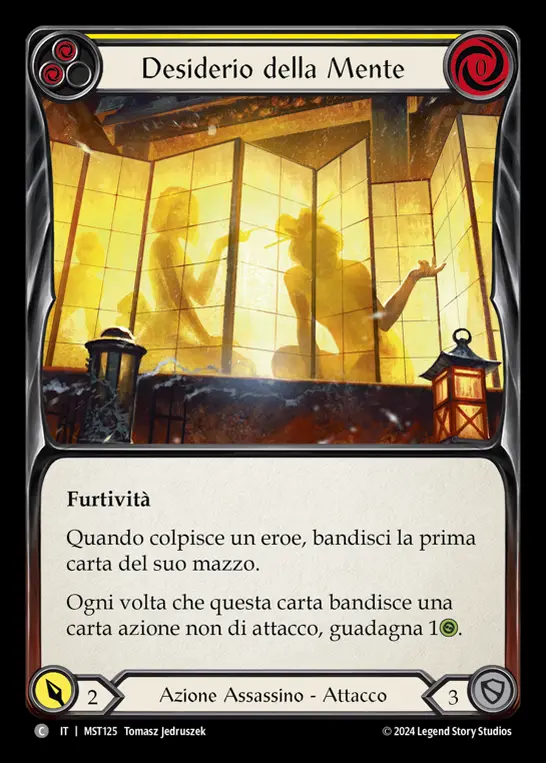 0
Desiderio della Mente
Furtività
Quando colpisce un eroe, bandisci la prima
carta del suo mazzo.
Ogni volta che questa carta bandisce una
carta azione non di attacco, guadagna 1.
2
Azione Assassino - Attacco
3
C IT | MST125 Tomasz Jedruszek
© 2024 Legend Story Studios